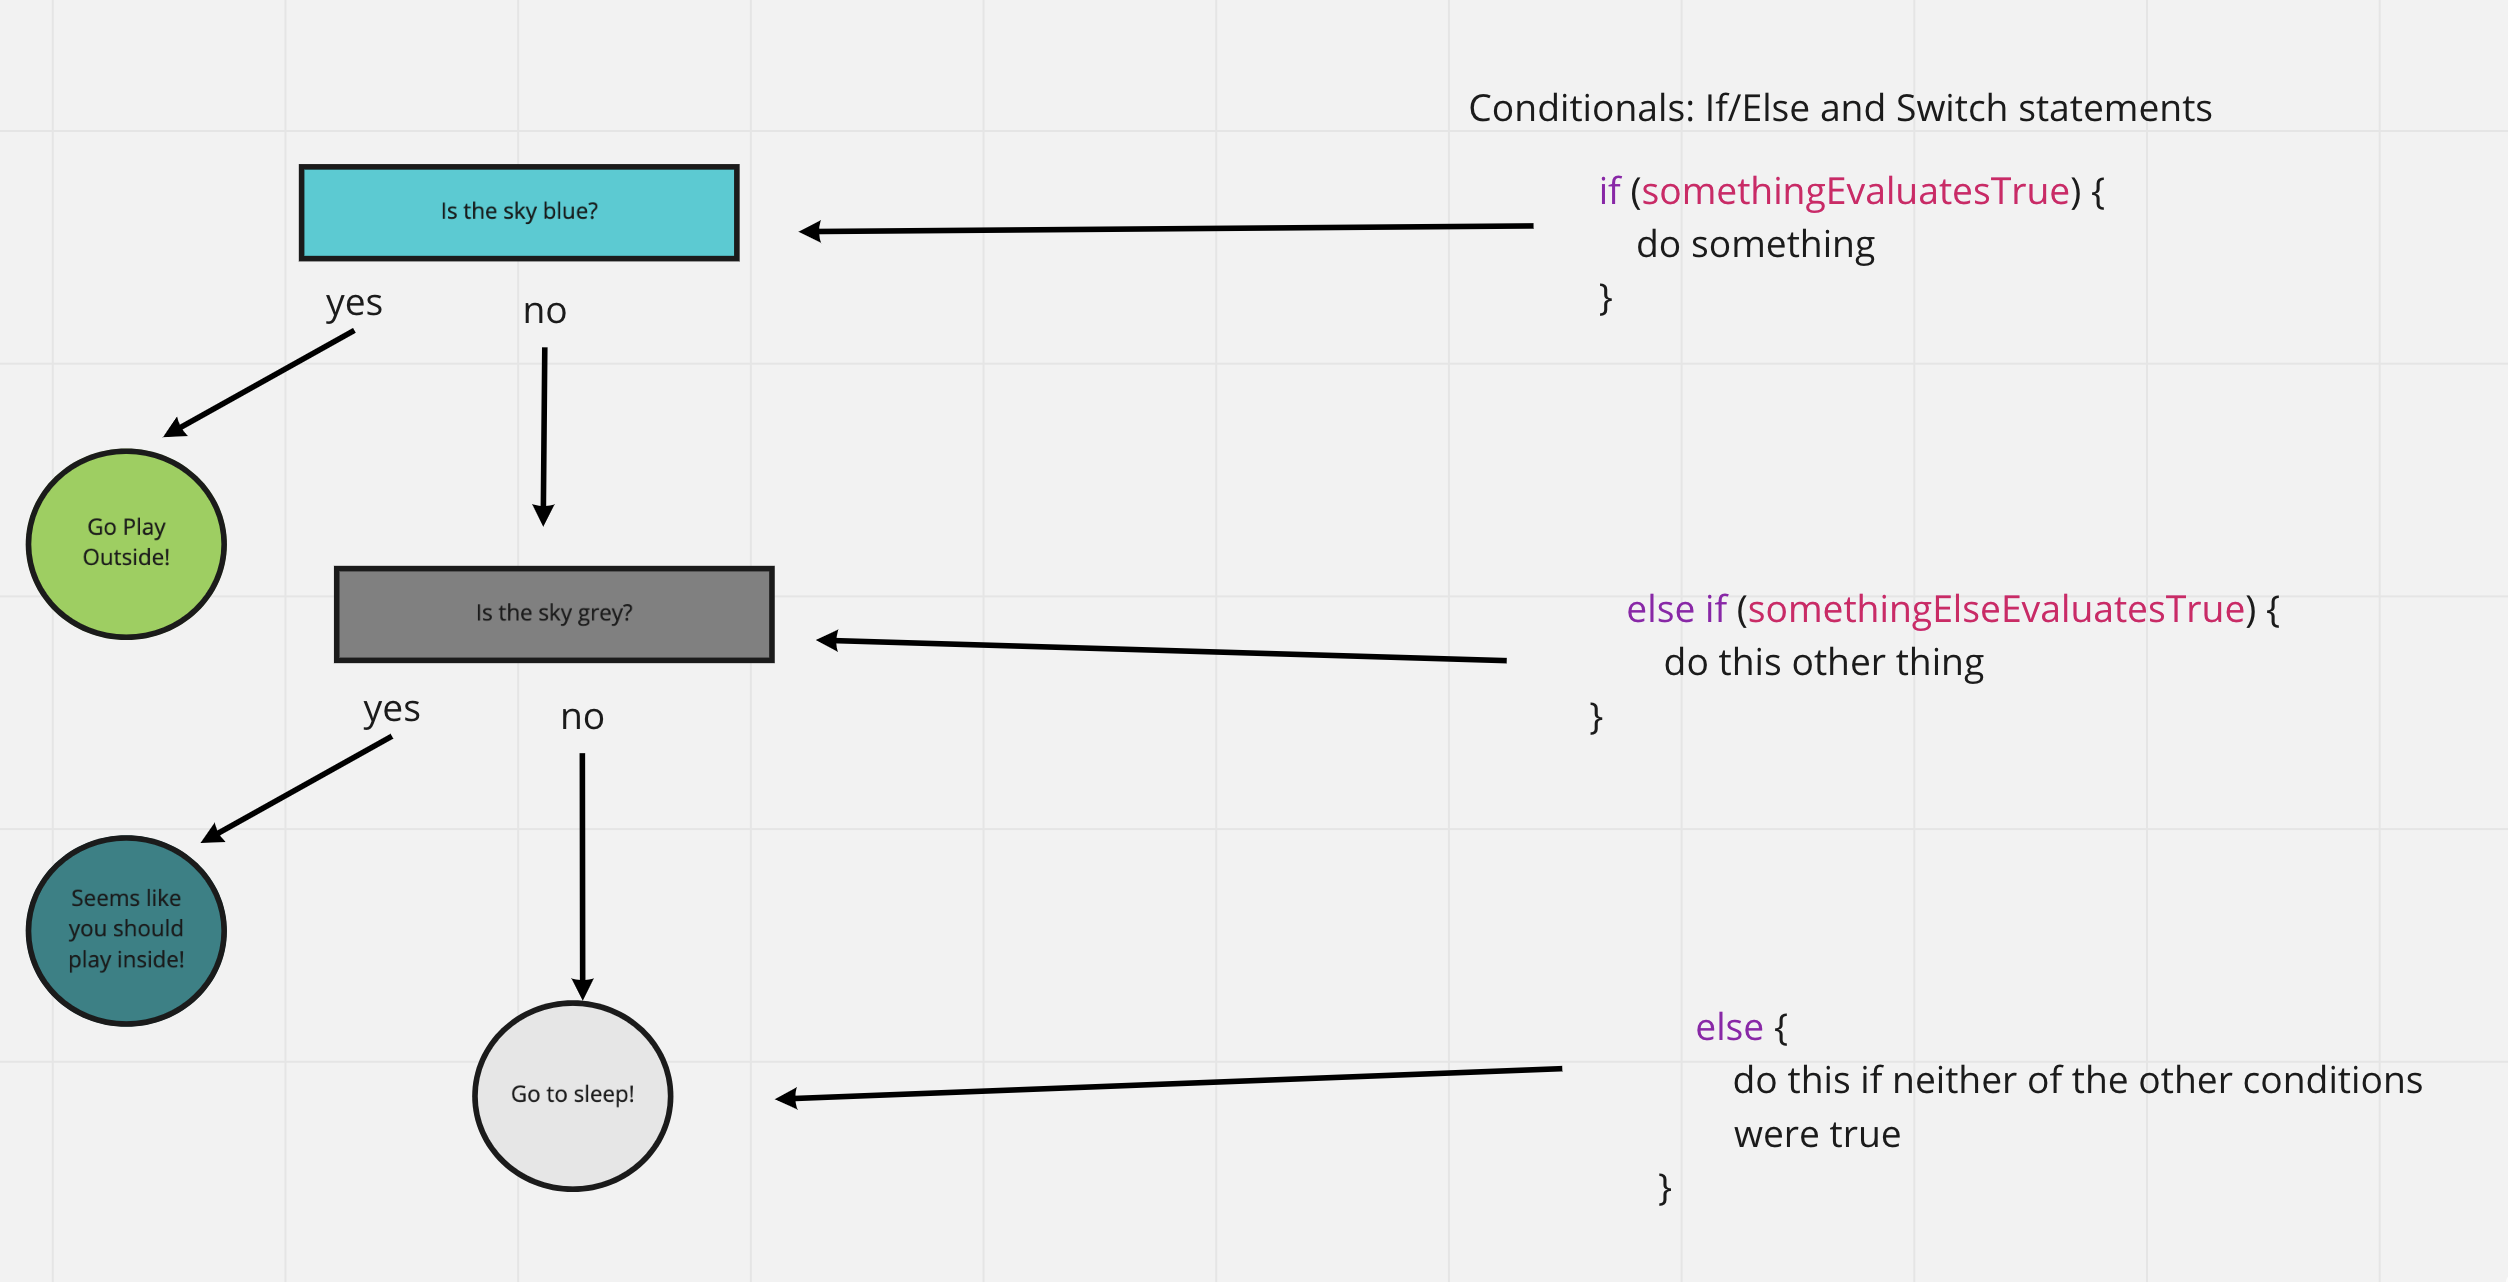 Conditionals: If/Else and Switch statements
Is the sky blue?
if (somethingEvaluatesTrue) {
do something
}
yes
no
Go Play
Outside!
Is the sky grey?
else if (somethingElseEvaluatesTrue) {
do this other thing
}
yes
no
Seems like
you should
play inside!
Go to sleep!
else {
do this if neither of the other conditions
were true
}